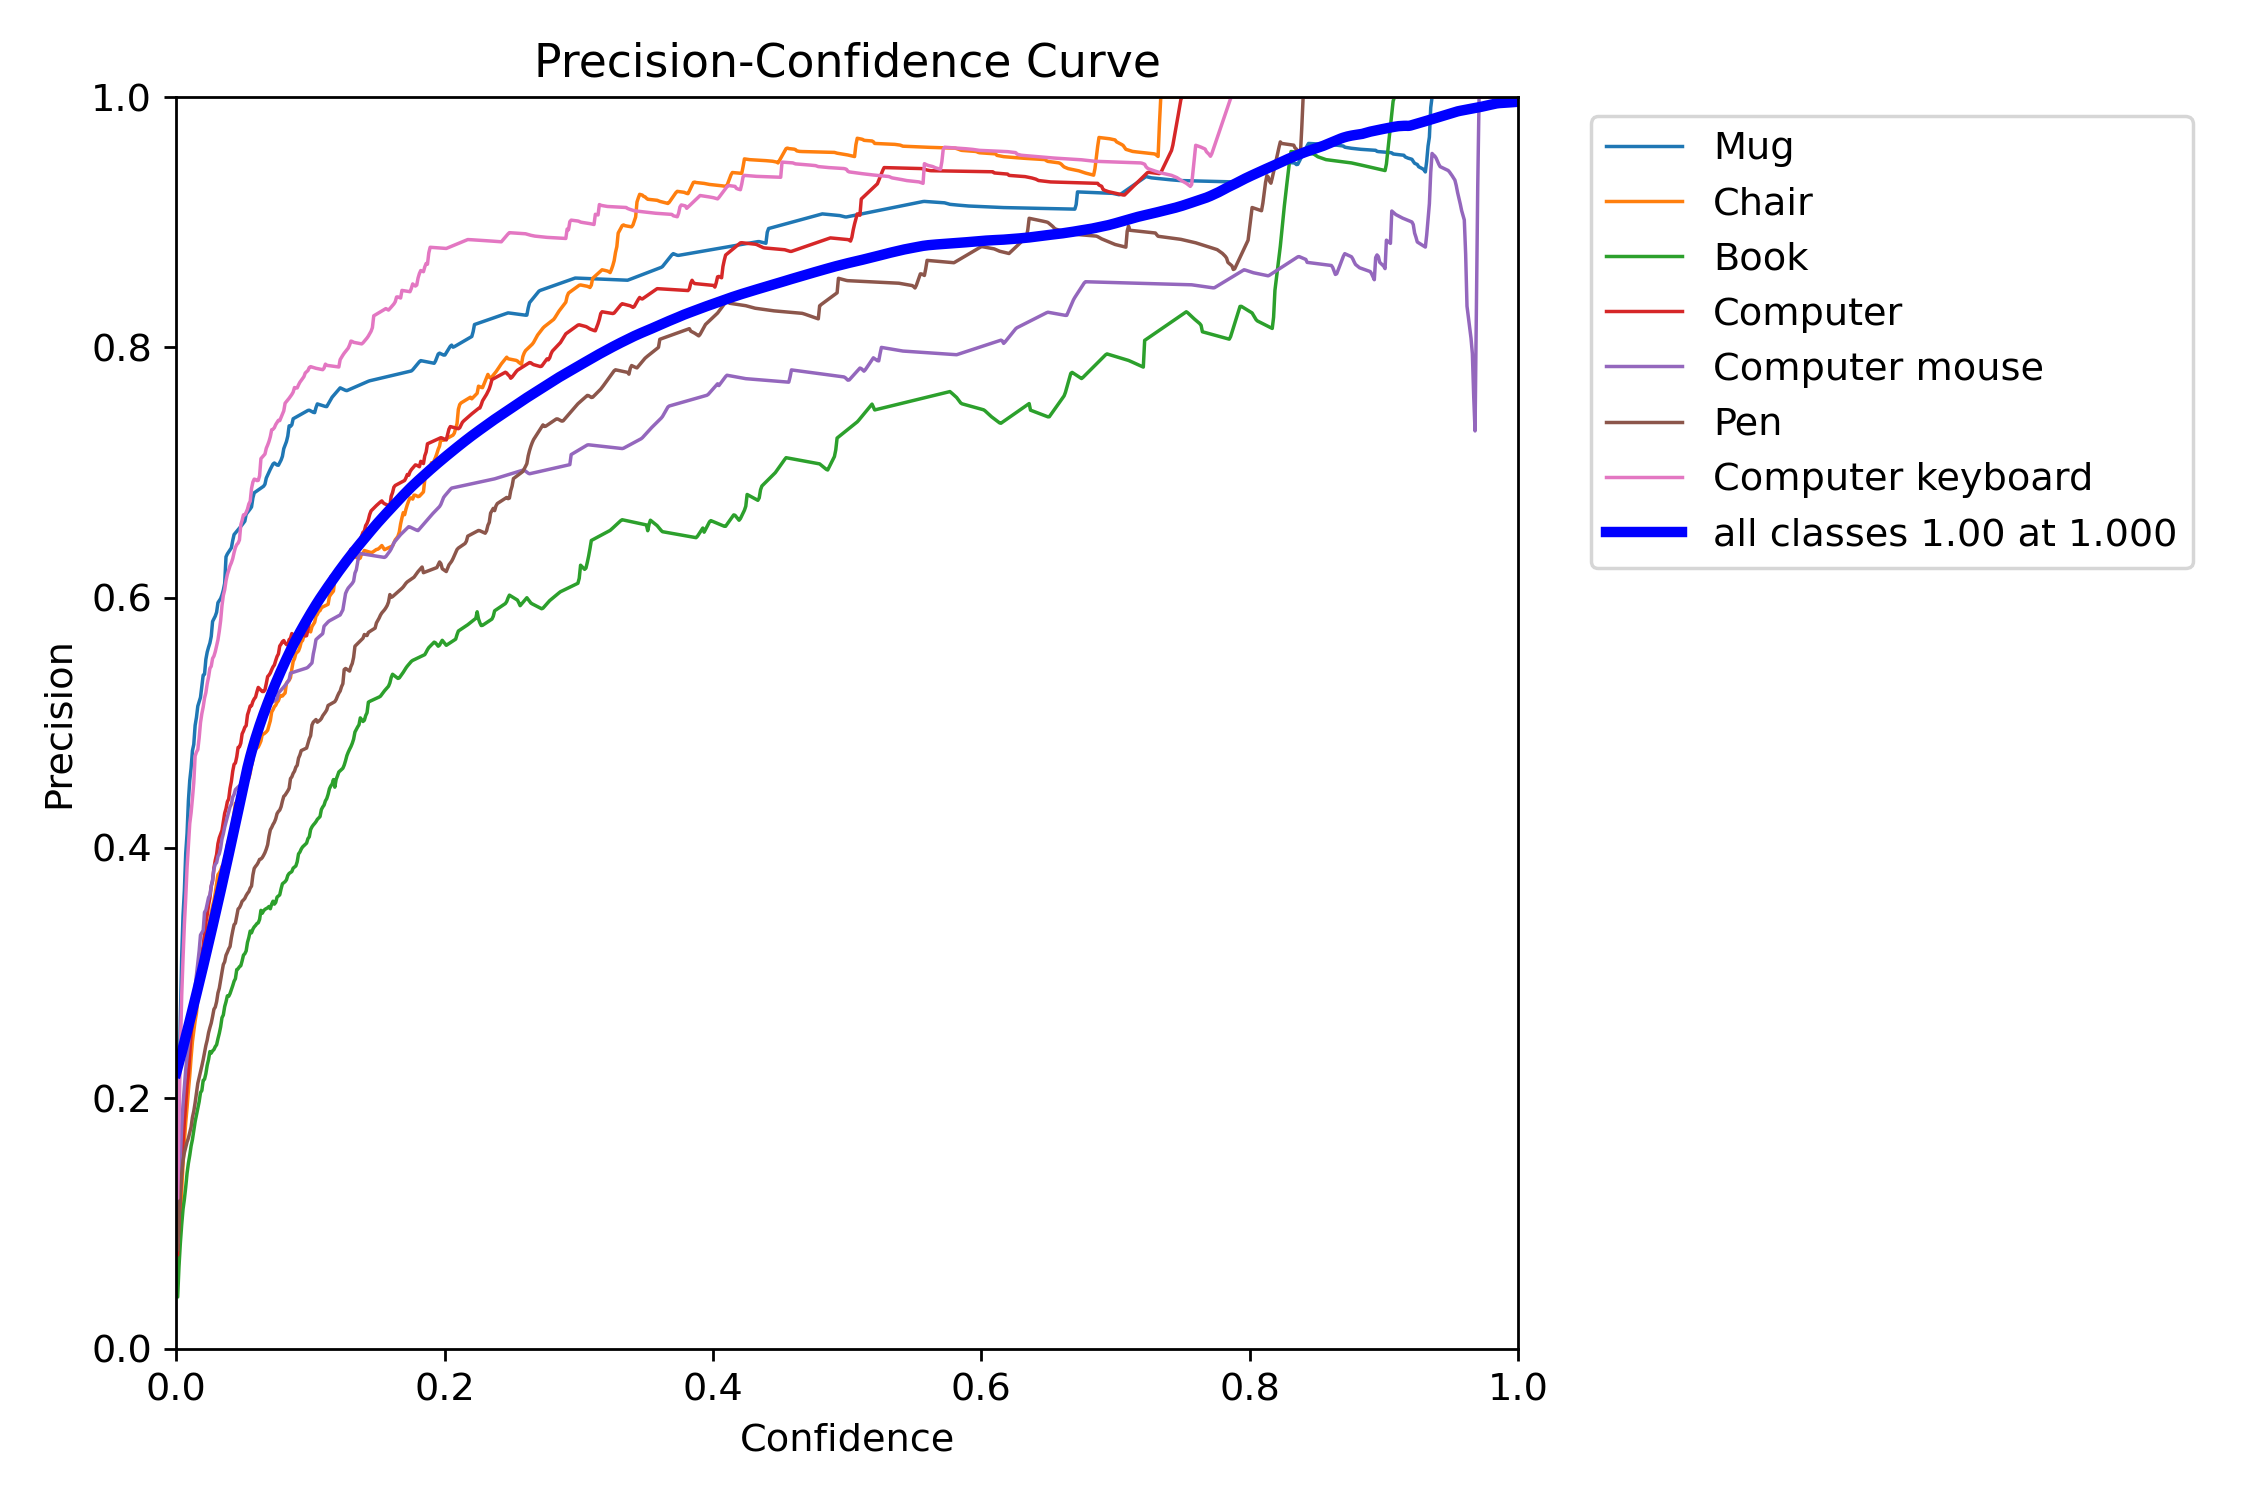 Precision-Confidence Curve
1.0
0.8
0.6
0.4
0.2
0.0
Precision
0.0 0.2 0.4 0.6 0.8 1.0
Confidence
Mug
Chair
Book
Computer
Computer mouse
Pen
Computer keyboard
all classes 1.00 at 1.000